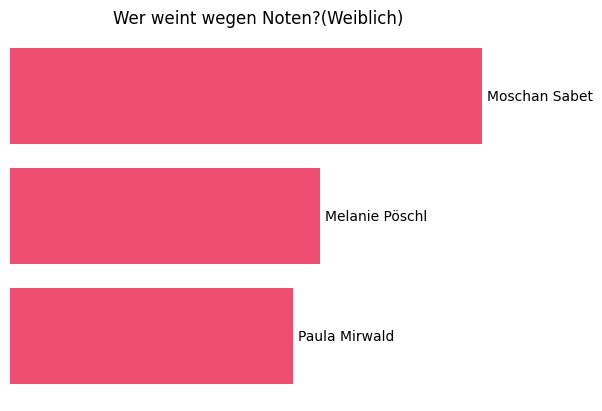 Wer weint wegen Noten?(Weiblich)
Moschan Sabet
Melanie Pöschl
Paula Mirwald